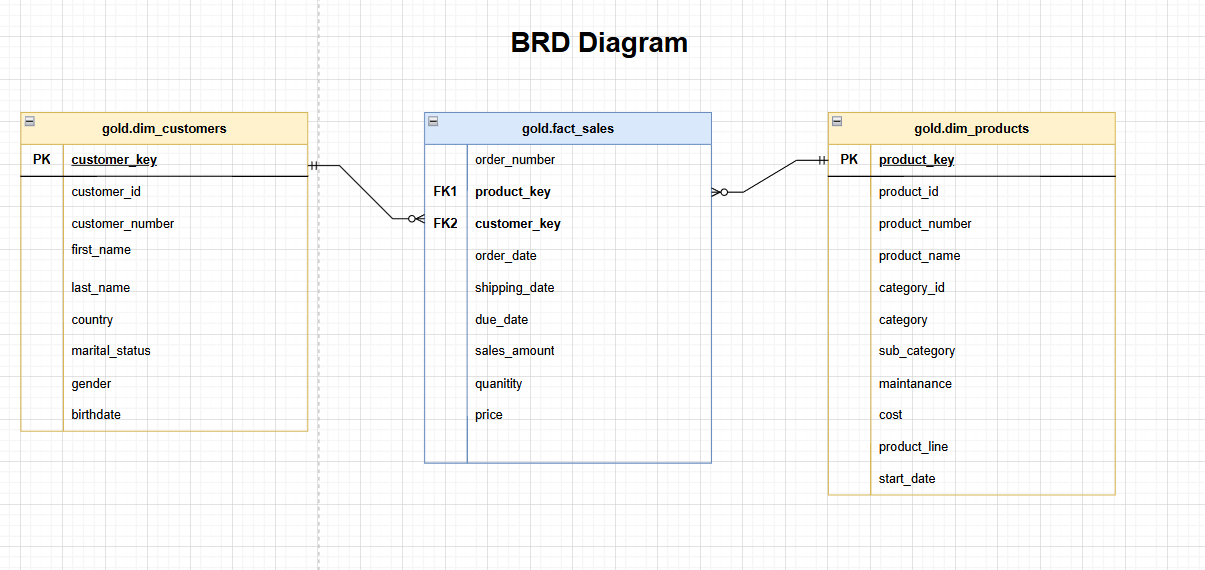 BRD Diagram
gold.dim_customers
PK customer_key
customer_id
customer_number
first_name
last_name
country
marital_status
gender
birthdate
gold.fact_sales
order_number
FK1 product_key
FK2 customer_key
order_date
shipping_date
due_date
sales_amount
quanitity
price
gold.dim_products
PK product_key
product_id
product_number
product_name
category_id
category
sub_category
maintanance
cost
product_line
start_date